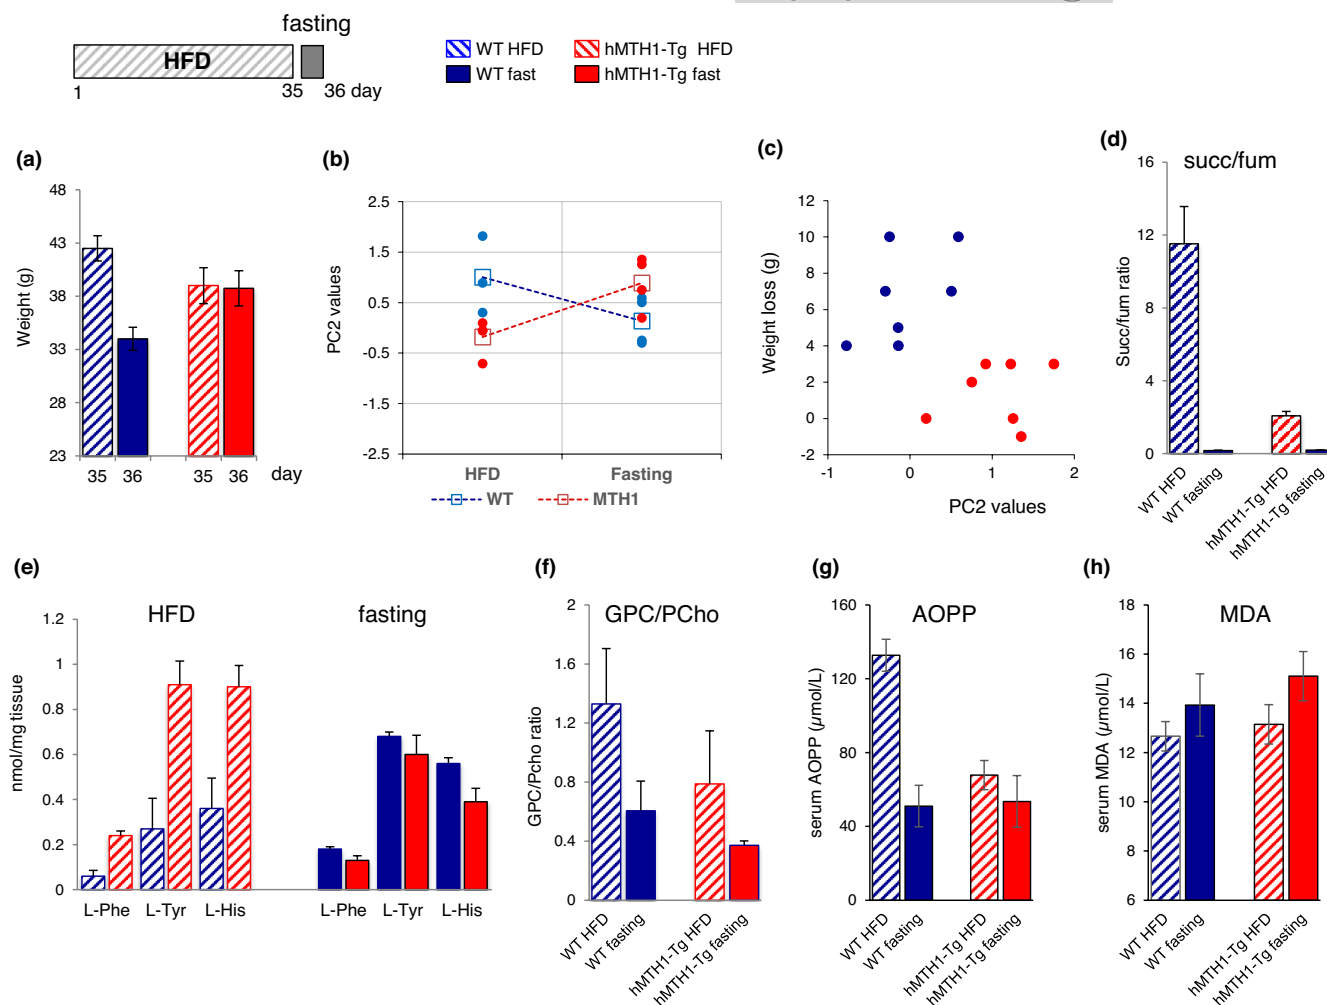 fasting
HFD
1
35
36 day
WT HFD
hMTH1-Tg HFD
WT fast
hMTH1-Tg fast
(a)
48
43
38
33
28
23
Weight (g)
35 36 35 36 day
(b)
2.5
1.5
0.5
-0.5
-1.5
-2.5
PC2 values
HFD Fasting
WT MTH1
(c)
12
10
8
6
4
2
0
-2
Weight loss (g)
-1 0 1 2
PC2 values
(d)
succ/fum
16
12
8
4
0
Succ/fum ratio
WT HFD
WT fasting
hMTH1-Tg HFD
hMTH1-Tg fasting
(e)
HFD fasting
1.2
1
0.8
0.6
0.4
0.2
0
nmol/mg tissue
L-Phe L-Tyr L-His L-Phe L-Tyr L-His
(f)
GPC/PCho
2
1.6
1.2
0.8
0.4
0
GPC/Pcho ratio
WT HFD
WT fasting
hMTH1-Tg HFD
hMTH1-Tg fasting
(g)
AOPP
160
120
80
40
0
serum AOPP (µmol/L)
WT HFD
WT fasting
hMTH1-Tg HFD
hMTH1-Tg fasting
(h)
MDA
18
16
14
12
10
8
6
serum MDA (µmol/L)
WT HFD
WT fasting
hMTH1-Tg HFD
hMTH1-Tg fasting